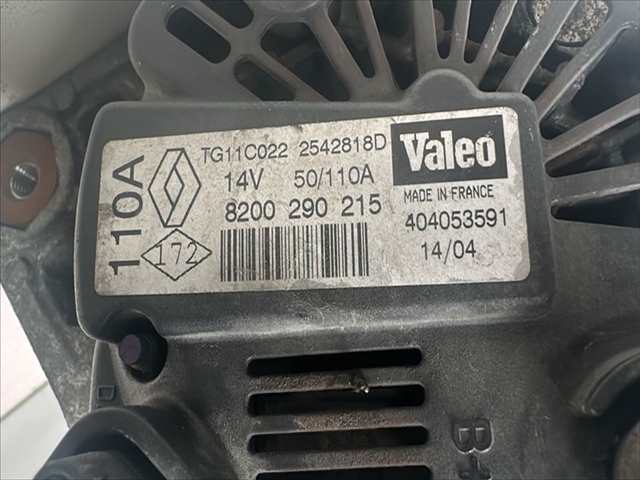 110A
172
TG11C022 2542818D
14V 50/110A
8200 290 215
Valeo
MADE IN FRANCE
404053591
14/04
D
B+